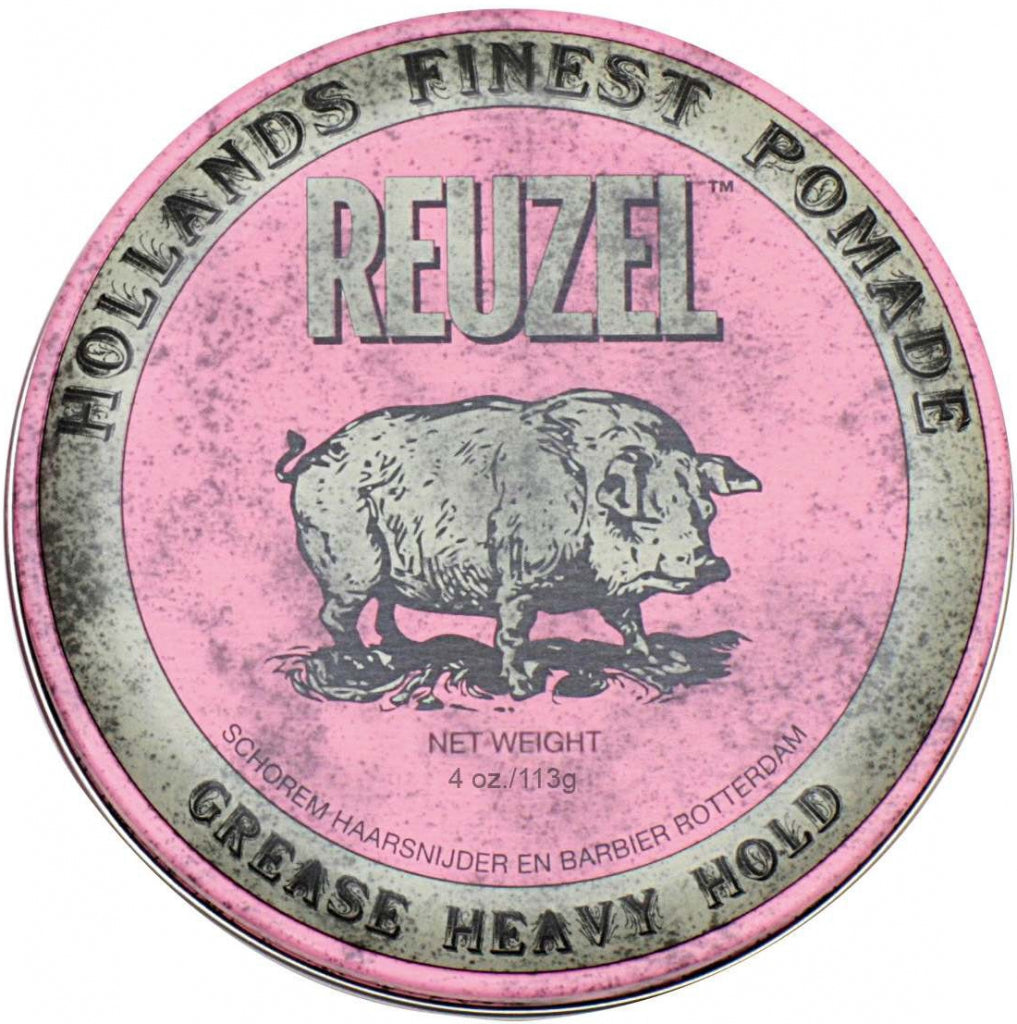 HOLLANDS FINEST POMADE
REUZEL™
NET WEIGHT
4 oz./113g
SCHOREM HAARSNIJDER EN BARBIER ROTTERDAM
GREASE HEAVY HOLD